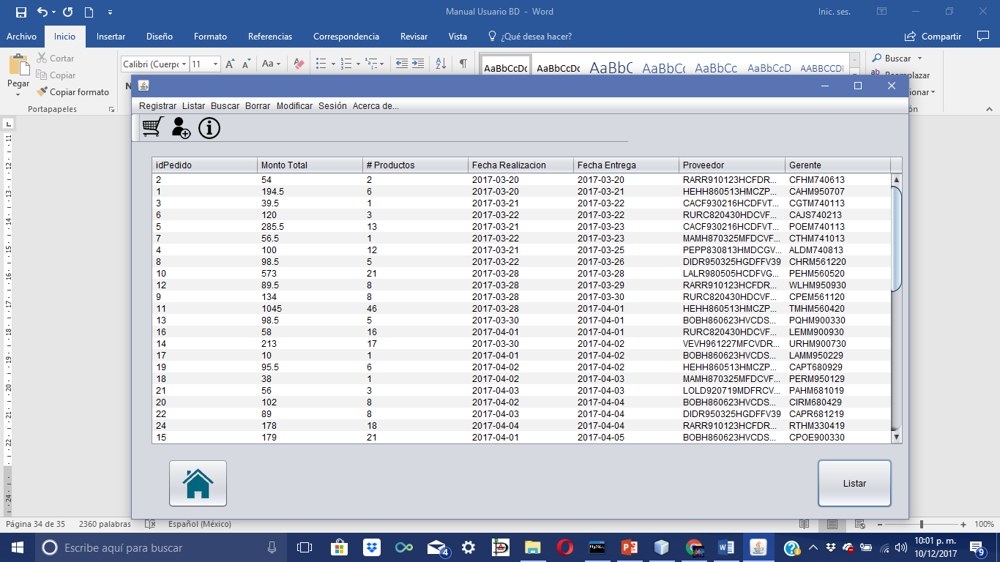 Manual Usuario BD - Word
Inic. ses.
Archivo Inicio Insertar Diseño Formato Referencias Correspondencia Revisar Vista ¿Qué desea hacer? Compartir
Cortar
Copiar
Copiar formato
Pegar
Portapapeles
Calibri (Cuerpo 11
N
AaBbCcDc AaBbCcDc AaBbC AaBbCc AaBbCc AaBbCcD AABBCCDI
Buscar
Registrar Listar Buscar Borrar Modificar Sesión Acerca de...
idPedido Monto Total # Productos Fecha Realizacion Fecha Entrega Proveedor Gerente
2 54 2 2017-03-20 2017-03-20 RARR910123HCFDR... CFHM740613
1 194.5 6 2017-03-20 2017-03-21 HEHH860513HMCZP... CAHM950707
3 39.5 1 2017-03-21 2017-03-22 CACF930216HCDFVT... CGTM740113
6 120 3 2017-03-22 2017-03-22 RURC820430HDCVF... CAJS740213
5 285.5 13 2017-03-21 2017-03-23 CACF930216HCDFVT... POEM740113
7 56.5 1 2017-03-22 2017-03-23 MAMH870325MFDCVF... CTHM741013
4 100 12 2017-03-21 2017-03-25 PEPP830813HMDCGV... ALDM740813
8 98.5 5 2017-03-22 2017-03-26 DIDR950325HGDFFV39 CHRM561220
10 573 21 2017-03-28 2017-03-28 LALR980505HCDFVG... PEHM560520
12 89.5 8 2017-03-28 2017-03-29 RARR910123HCFDR... WLHM950930
9 134 8 2017-03-28 2017-03-30 RURC820430HDCVF... CPEM561120
11 1045 46 2017-03-28 2017-04-01 HEHH860513HMCZP... TMHM560420
13 98.5 5 2017-03-30 2017-04-01 BOBH860623HVCDS... PQHM900330
16 58 16 2017-04-01 2017-04-01 RURC820430HDCVF... LEMM900930
14 213 17 2017-03-30 2017-04-02 VEVH961227MFCVDR... URHM900730
17 10 1 2017-04-01 2017-04-02 BOBH860623HVCDS... LAMM950229
19 95.5 6 2017-04-02 2017-04-02 HEHH860513HMCZP... CAPT680929
18 38 1 2017-04-02 2017-04-03 MAMH870325MFDCVF... PERM950129
21 56 3 2017-04-03 2017-04-03 LOLD920719MDFRCV... PAHM681019
20 102 8 2017-04-02 2017-04-04 BOBH860623HVCDS... CIRM680429
22 89 8 2017-04-03 2017-04-04 DIDR950325HGDFFV39 CAPR681219
24 178 18 2017-04-04 2017-04-04 RARR910123HCFDR... RTHM330419
15 179 21 2017-04-01 2017-04-05 BOBH860623HVCDS... CPOE900330
Listar
Página 34 de 35 2360 palabras Español (México) 100%
Escribe aquí para buscar
10:01 p. m.
10/12/2017